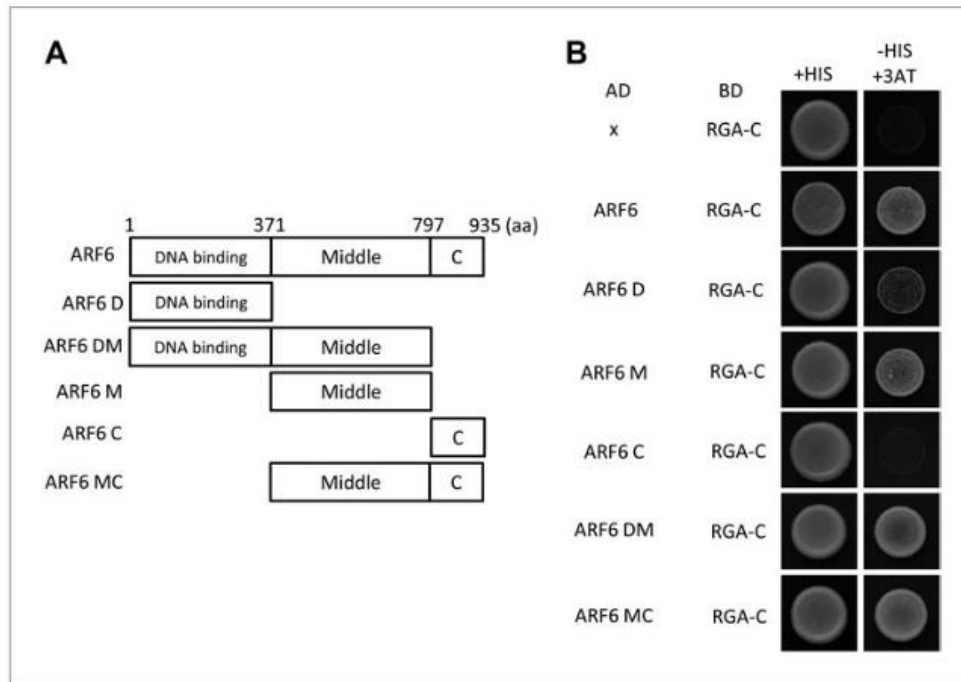 A
1 371 797 935 (aa)
ARF6 DNA binding Middle C
ARF6 D DNA binding
ARF6 DM DNA binding Middle
ARF6 M Middle
ARF6 C C
ARF6 MC Middle C
B
-HIS
+HIS +3AT
AD BD
x RGA-C
ARF6 RGA-C
ARF6 D RGA-C
ARF6 M RGA-C
ARF6 C RGA-C
ARF6 DM RGA-C
ARF6 MC RGA-C